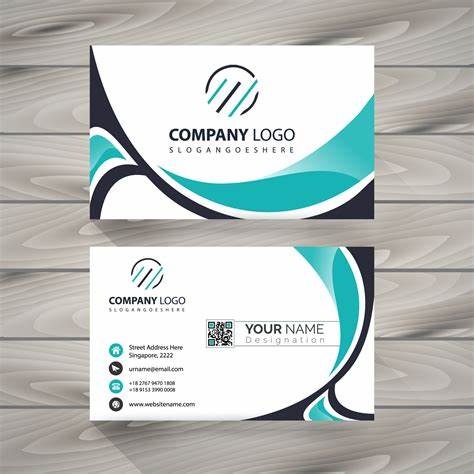 COMPANY LOGO
SLOGANGOESHERE
COMPANY LOGO
SLOGANGOESHERE
YOUR NAME
Designation
Street Address Here
Singapore, 2222
urname@email.com
+18 2767 9470 1808
+18 9153 3990 0008
www.websitename.com